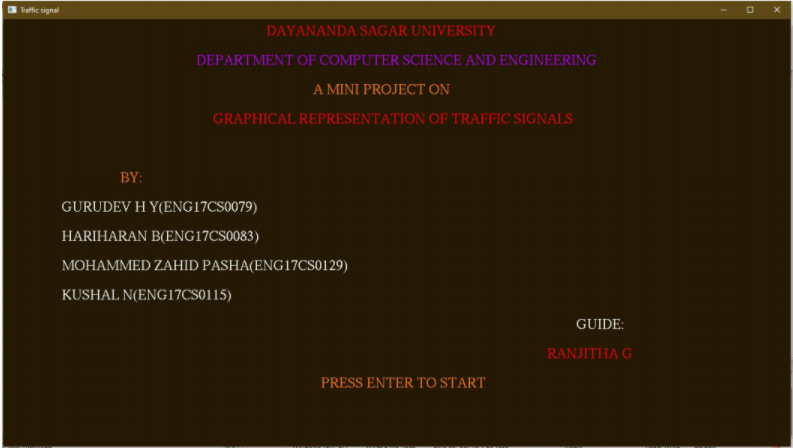 Traffic signal
DAYANANDA SAGAR UNIVERSITY
DEPARTMENT OF COMPUTER SCIENCE AND ENGINEERING
A MINI PROJECT ON
GRAPHICAL REPRESENTATION OF TRAFFIC SIGNALS
BY:
GURUDEV H Y(ENG17CS0079)
HARIHARAN B(ENG17CS0083)
MOHAMMED ZAHID PASHA(ENG17CS0129)
KUSHAL N(ENG17CS0115)
GUIDE:
RANJITHA G
PRESS ENTER TO START